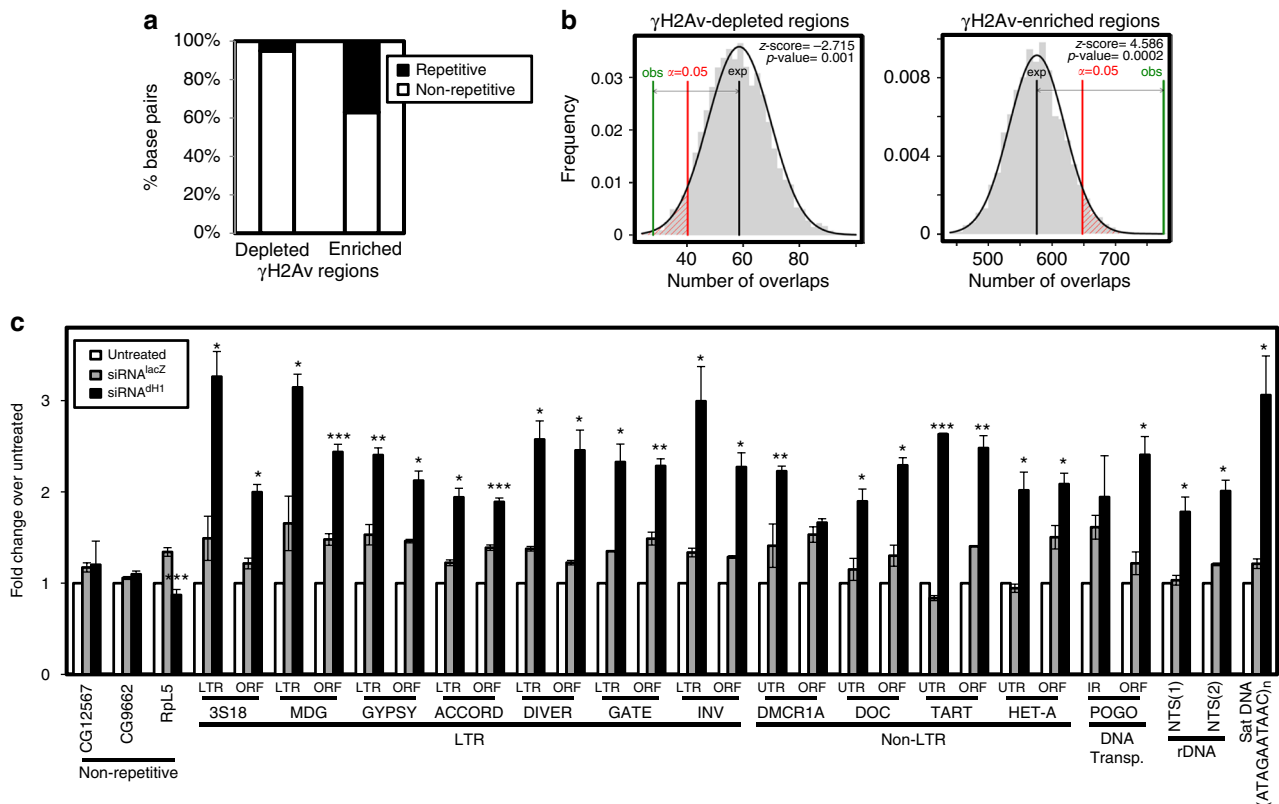 a
100%
80%
60%
40%
20%
0%
% base pairs
Repetitive
Non-repetitive
Depleted
Enriched
γH2Av regions
b
γH2Av-depleted regions
z-score= −2.715
p-value= 0.001
obs
α=0.05
exp
0.03
0.02
0.01
0
Frequency
40
60
80
Number of overlaps
γH2Av-enriched regions
z-score= 4.586
p-value= 0.0002
exp
α=0.05
obs
0.008
0.004
0
500
600
700
Number of overlaps
c
Untreated
siRNA^lacZ
siRNA^dH1
Fold change over untreated
3
2
1
0
***
*
*
*
***
**
*
*
***
*
*
*
**
*
*
**
*
*
***
**
*
*
*
*
*
*
CG12567
CG9662
RpL5
Non-repetitive
LTR ORF
3S18
LTR ORF
MDG
LTR ORF
GYPSY
LTR ORF
ACCORD
LTR ORF
DIVER
LTR ORF
GATE
LTR ORF
INV
LTR
UTR ORF
DMCR1A
UTR ORF
DOC
UTR ORF
TART
UTR ORF
HET-A
Non-LTR
IR ORF
POGO
DNA
Transp.
NTS(1)
NTS(2)
rDNA
Sat DNA
(AATAGAATAAC)n